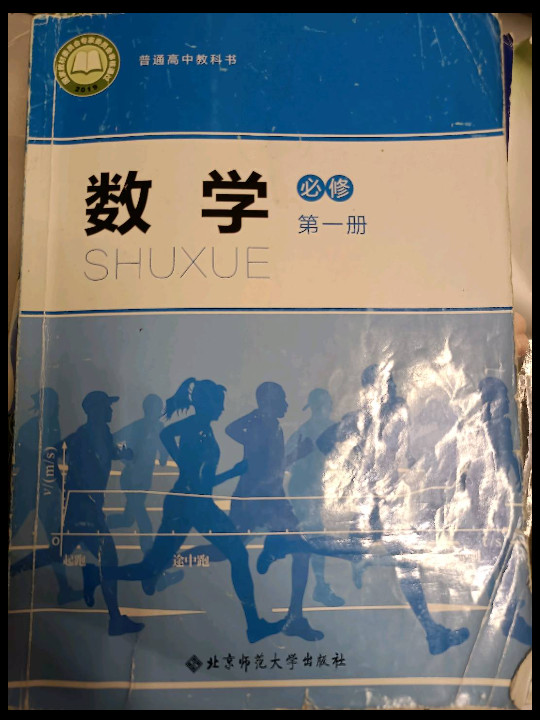 普通高中教科书
2019
数学
必修
第一册
SHUXUE
v/(m/s)
O
起跑
途中跑
北京师范大学出版社